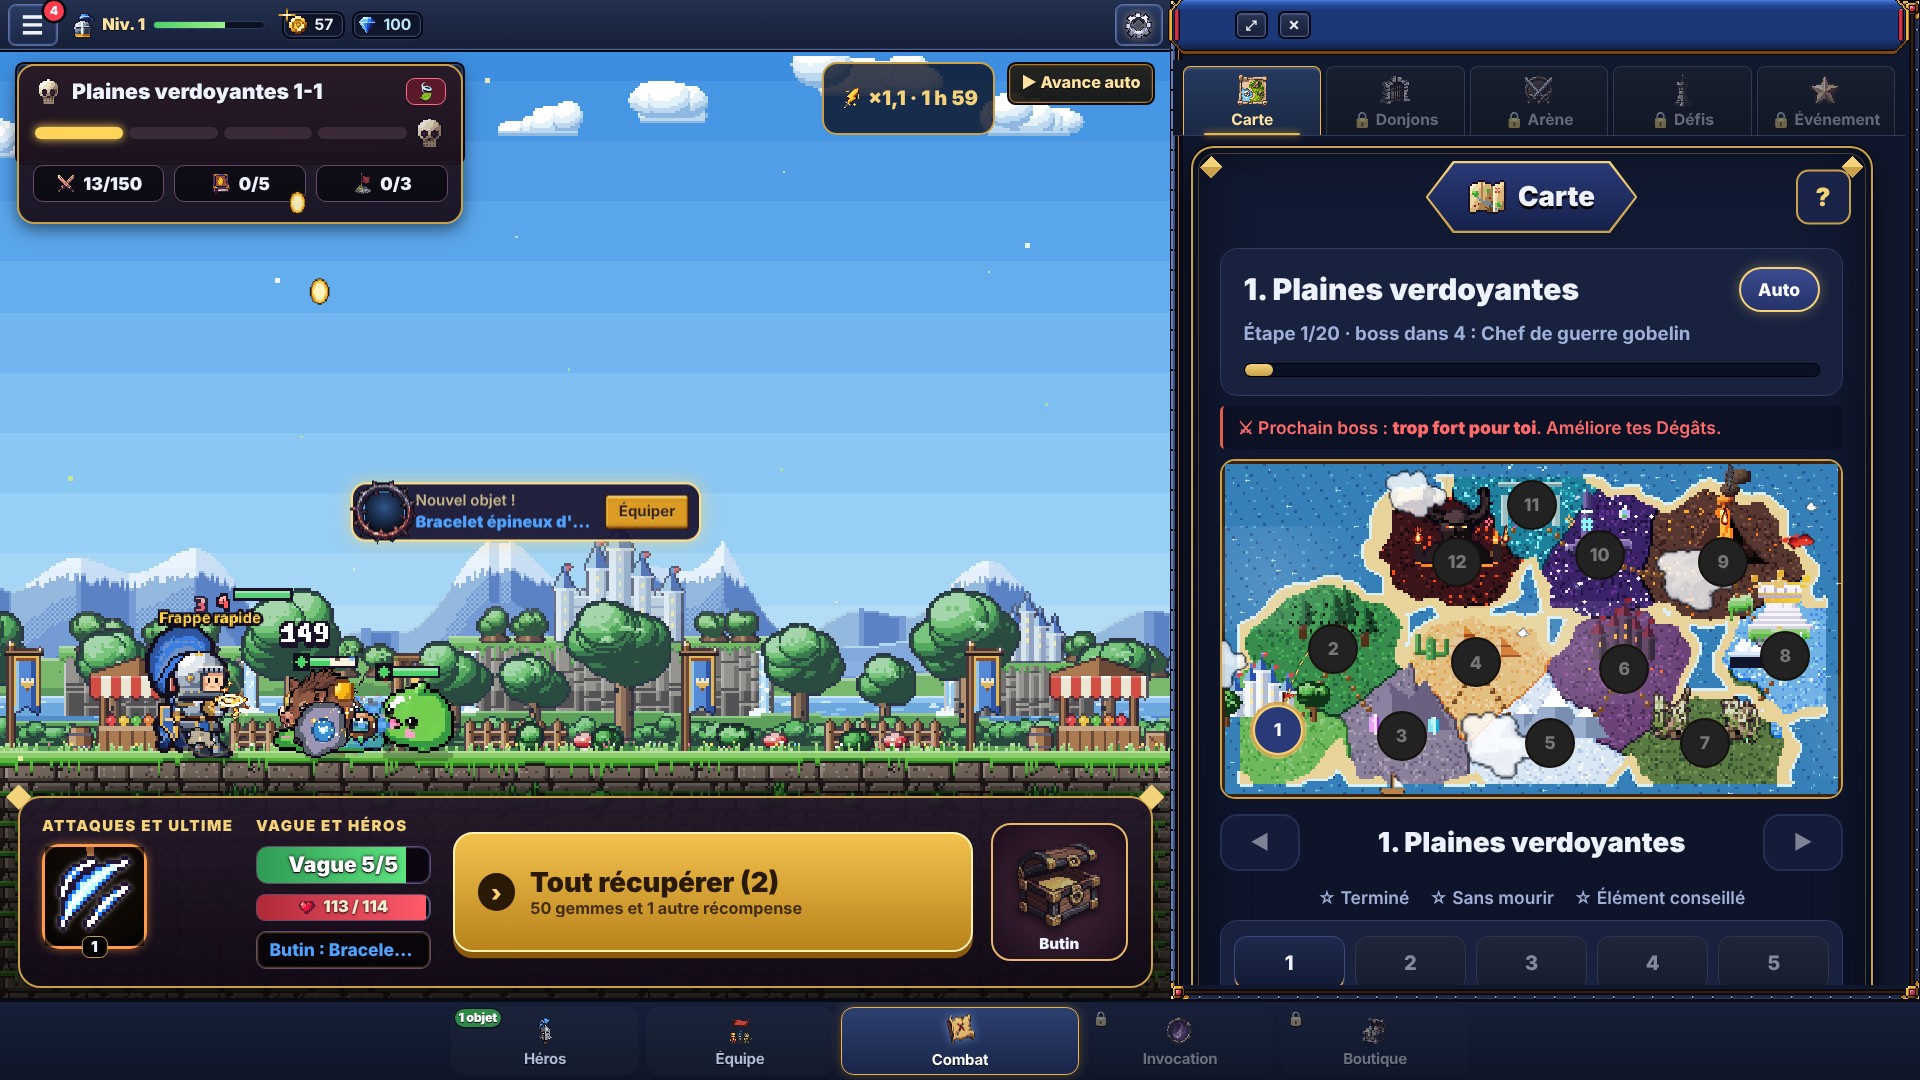 4
Niv. 1
57
100
Plaines verdoyantes 1-1
13/150
0/5
0/3
×1,1 · 1 h 59
Avance auto
Nouvel objet !
Bracelet épineux d'...
Équiper
3 4
Frappe rapide
149
ATTAQUES ET ULTIME
1
VAGUE ET HÉROS
Vague 5/5
113 / 114
Butin : Bracele...
Tout récupérer (2)
50 gemmes et 1 autre récompense
Butin
Carte
Donjons
Arène
Défis
Événement
Carte
?
1. Plaines verdoyantes
Auto
Étape 1/20 · boss dans 4 : Chef de guerre gobelin
Prochain boss : trop fort pour toi. Améliore tes Dégâts.
11
12
10
9
2
4
6
8
1
3
5
7
1. Plaines verdoyantes
☆ Terminé ☆ Sans mourir ☆ Élément conseillé
1 2 3 4 5
1 objet
Héros
Équipe
Combat
Invocation
Boutique